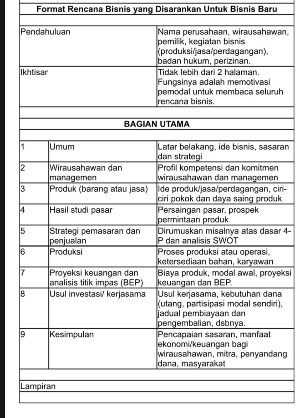 Format Rencana Bisnis yang Disarankan Untuk Bisnis Baru
Pendahuluan
Nama perusahaan, wirausahawan,
pemilik, kegiatan bisnis
(produksi/jasa/perdagangan),
badan hukum, perizinan.
Ikhtisar
Tidak lebih dari 2 halaman.
Fungsinya adalah memotivasi
pemodal untuk membaca seluruh
rencana bisnis.
BAGIAN UTAMA
1 Umum
Latar belakang, ide bisnis, sasaran
dan strategi
2 Wirausahawan dan
managemen
Profil kompetensi dan komitmen
wirausahawan dan managemen
3 Produk (barang atau jasa)
Ide produk/jasa/perdagangan, ciri-
ciri pokok dan daya saing produk
4 Hasil studi pasar
Persaingan pasar, prospek
permintaan produk
5 Strategi pemasaran dan
penjualan
Dirumuskan misalnya atas dasar 4-
P dan analisis SWOT
6 Produksi
Proses produksi atau operasi,
ketersediaan bahan, karyawan
7 Proyeksi keuangan dan
analisis titik impas (BEP)
Biaya produk, modal awal, proyeksi
keuangan dan BEP.
8 Usul investasi/ kerjasama
Usul kerjasama, kebutuhan dana
(utang, partisipasi modal sendiri),
jadual pembiayaan dan
pengembalian, dsbnya.
9 Kesimpulan
Pencapaian sasaran, manfaat
ekonomi/keuangan bagi
wirausahawan, mitra, penyandang
dana, masyarakat
Lampiran